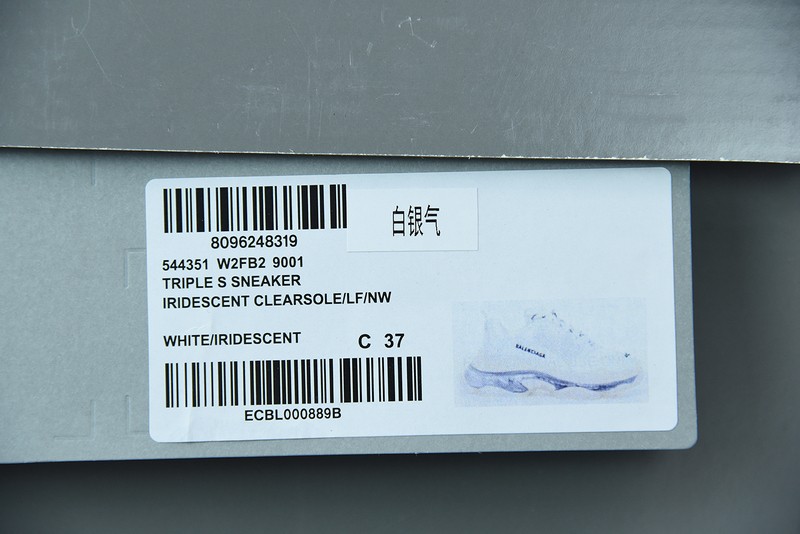 白银气
8096248319
544351 W2FB2 9001
TRIPLE S SNEAKER
IRIDESCENT CLEARSOLE/LF/NW
WHITE/IRIDESCENT C 37
BALENCIAGA
ECBL000889B